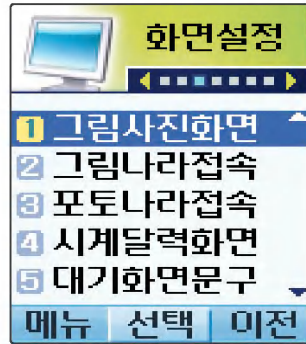 화면설정
1 그림사진화면
2 그림나라접속
3 포토나라접속
4 시계달력화면
5 대기화면문구
메뉴 선택 이전